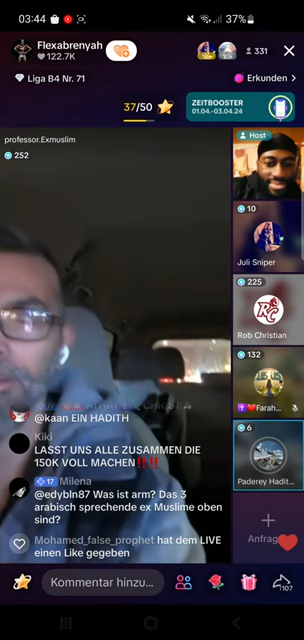 03:44
37%
Flexabrenyah
122.7K
331
Liga B4 Nr. 71
Erkunden >
37/50
ZEITBOOSTER
01.04.-03.04.24
professor.Exmuslim
252
Host
10
Juli Sniper
225
RC
Rob Christian
132
Farah...
6
Paderey Hadit...
@kaan EIN HADITH
Kiki
LASST UNS ALLE ZUSAMMEN DIE
150K VOLL MACHEN‼️‼️
17 Milena
@edybln87 Was ist arm? Das 3
arabisch sprechende ex Muslime oben
sind?
Mohamed_false_prophet hat dem LIVE
einen Like gegeben
Anfrag
Kommentar hinzu...
107